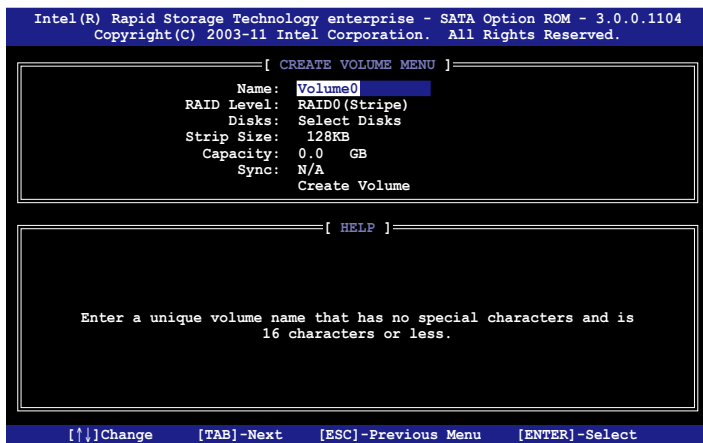 Intel(R) Rapid Storage Technology enterprise - SATA Option ROM - 3.0.0.1104
Copyright(C) 2003-11 Intel Corporation. All Rights Reserved.
[ CREATE VOLUME MENU ]
Name: Volume0
RAID Level: RAID0(Stripe)
Disks: Select Disks
Strip Size: 128KB
Capacity: 0.0 GB
Sync: N/A
Create Volume
[ HELP ]
Enter a unique volume name that has no special characters and is
16 characters or less.
[↑↓]Change [TAB]-Next [ESC]-Previous Menu [ENTER]-Select